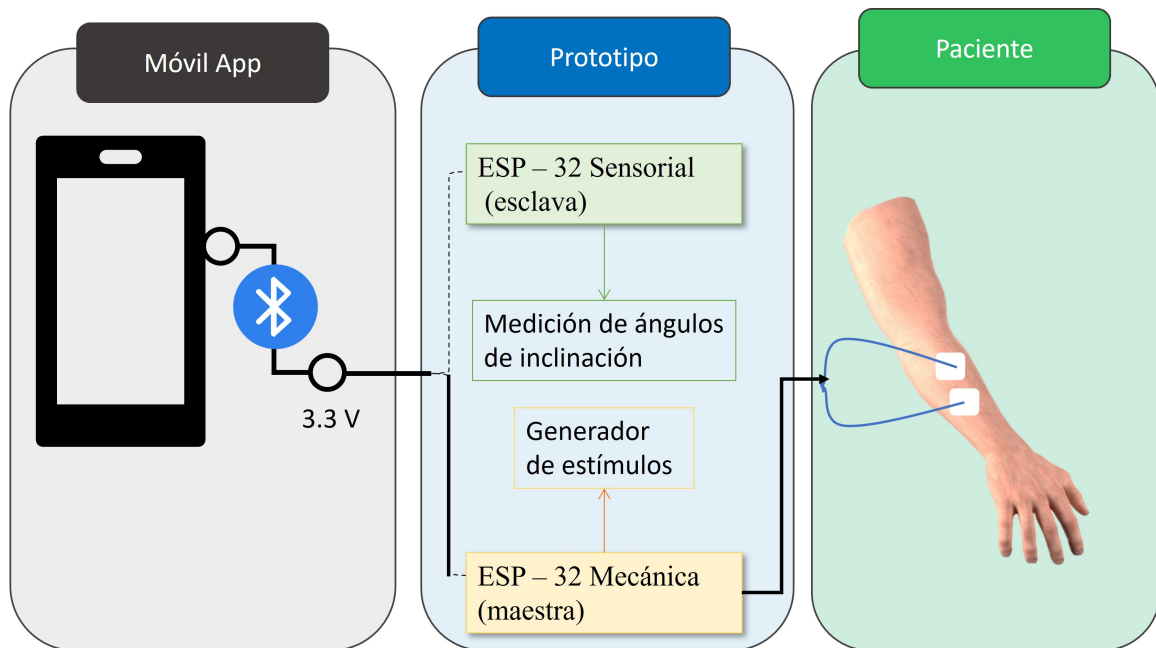 Móvil App
Prototipo
Paciente
ESP – 32 Sensorial
(esclava)
Medición de ángulos
de inclinación
3.3 V
Generador
de estímulos
ESP – 32 Mecánica
(maestra)